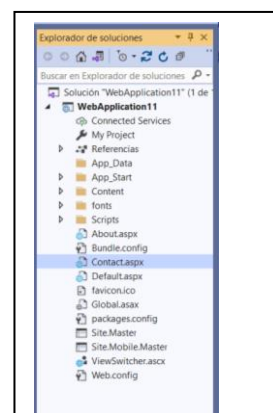 Explorador de soluciones
Buscar en Explorador de soluciones
Solución "WebApplication11" (1 de
WebApplication11
Connected Services
My Project
Referencias
App_Data
App_Start
Content
fonts
Scripts
About.aspx
Bundle.config
Contact.aspx
Default.aspx
favicon.ico
Global.asax
packages.config
Site.Master
Site.Mobile.Master
ViewSwitcher.ascx
Web.config